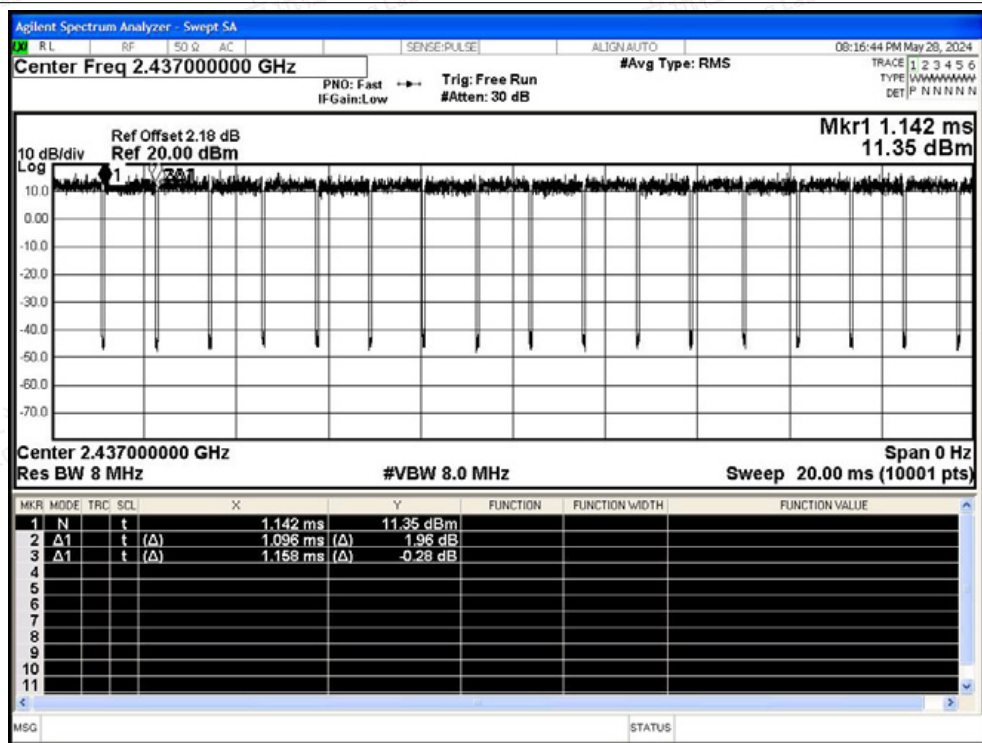 Agilent Spectrum Analyzer - Swept SA
RL RF 50 Ω AC SENSE:PULSE ALIGN AUTO 08:16:44 PM May 28, 2024
Center Freq 2.437000000 GHz #Avg Type: RMS TRACE 1 2 3 4 5 6
PNO: Fast Trig: Free Run TYPE WWWWWW
IFGain:Low #Atten: 30 dB DET P N N N N N
Mkr1 1.142 ms
11.35 dBm
Ref Offset 2.18 dB
10 dB/div Ref 20.00 dBm
Log
1
10.0
0.00
-10.0
-20.0
-30.0
-40.0
-50.0
-60.0
-70.0
Center 2.437000000 GHz Span 0 Hz
Res BW 8 MHz #VBW 8.0 MHz Sweep 20.00 ms (10001 pts)
MKR MODE TRC SCL X Y FUNCTION FUNCTION WIDTH FUNCTION VALUE
1 N t 1.142 ms 11.35 dBm
2 Δ1 t (Δ) 1.096 ms (Δ) 1.96 dB
3 Δ1 t (Δ) 1.158 ms (Δ) -0.28 dB
4
5
6
7
8
9
10
11
MSG STATUS